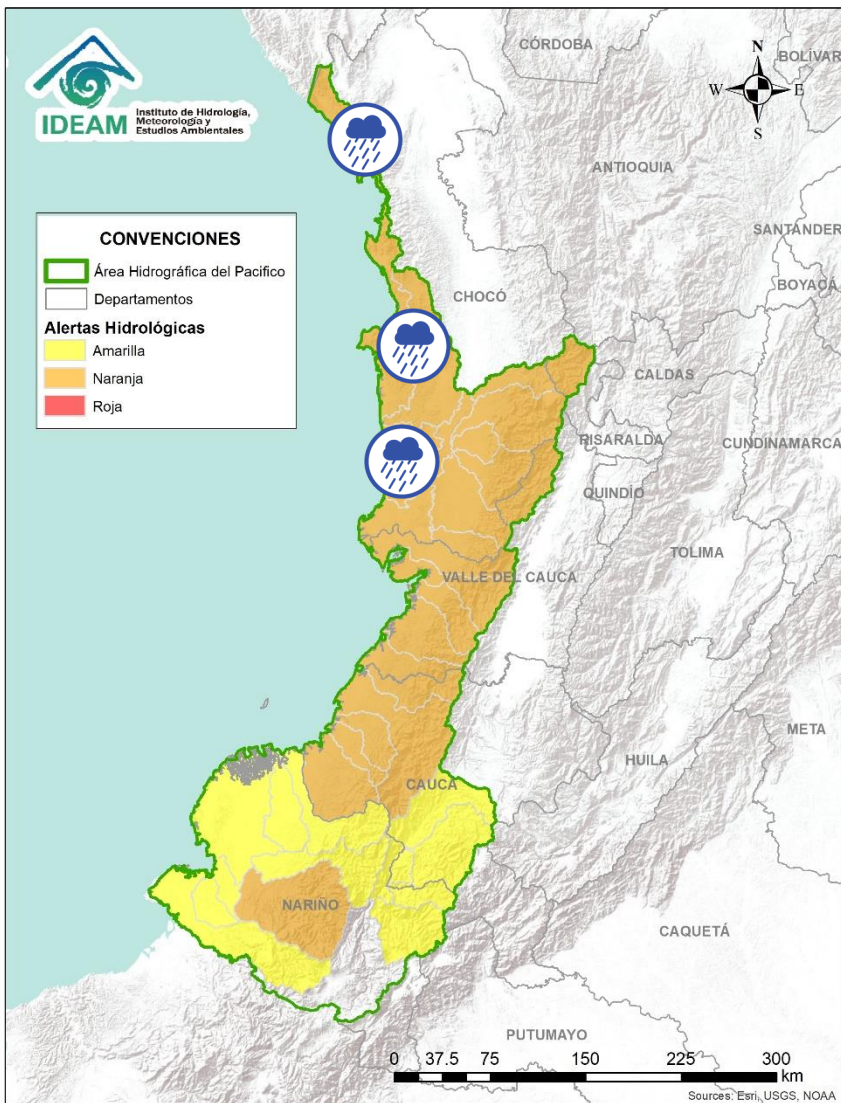 IDEAM
Instituto de Hidrología,
Meteorología y
Estudios Ambientales
CÓRDOBA
BOLÍVAR
N
W
E
S
ANTIOQUIA
SANTANDER
BOYACÁ
CONVENCIONES
Área Hidrográfica del Pacifico
Departamentos
Alertas Hidrológicas
Amarilla
Naranja
Roja
CHOCÓ
CALDAS
RISARALDA
CUNDINAMARCA
QUINDÍO
TOLIMA
VALLE DEL CAUCA
META
HUILA
CAUCA
NARIÑO
CAQUETÁ
PUTUMAYO
0 37.5 75 150 225 300
km
Sources: Esri, USGS, NOAA